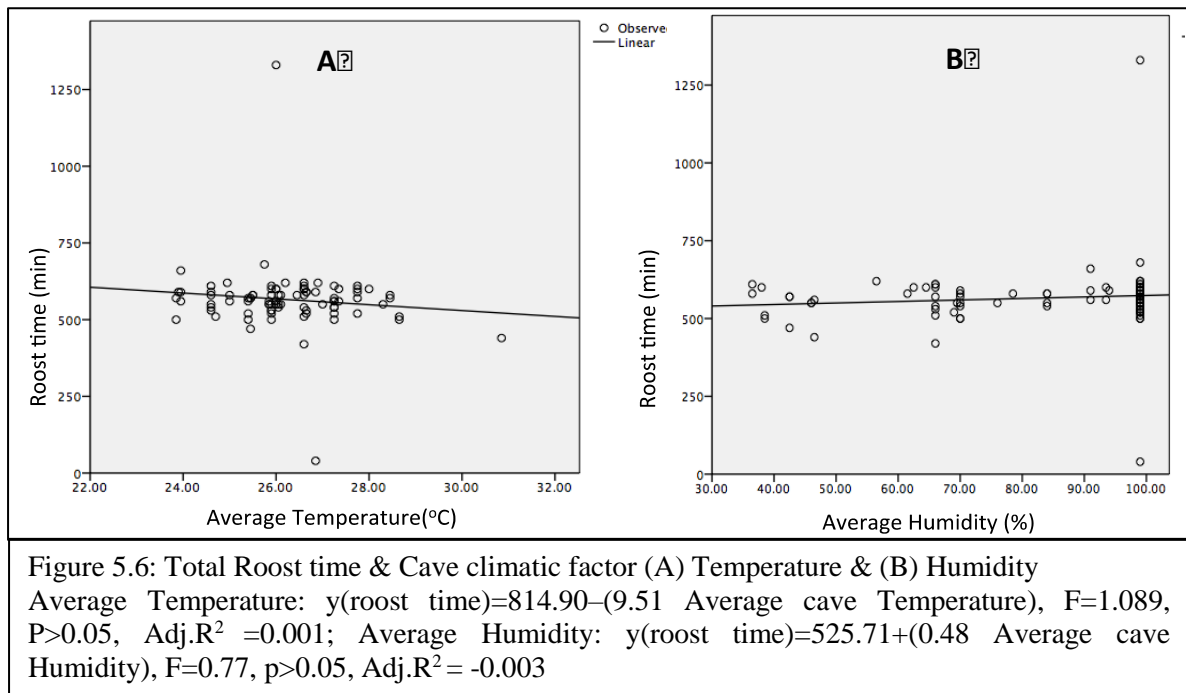 A⍰
Observe
Linear
1250
1000
750
500
250
0
22.00 24.00 26.00 28.00 30.00 32.00
Roost time (min)
Average Temperature(°C)
B⍰
1250
1000
750
500
250
0
30.00 40.00 50.00 60.00 70.00 80.00 90.00 100.00
Roost time (min)
Average Humidity (%)
Figure 5.6: Total Roost time & Cave climatic factor (A) Temperature & (B) Humidity
Average Temperature: y(roost time)=814.90–(9.51 Average cave Temperature), F=1.089,
P>0.05, Adj.R² =0.001; Average Humidity: y(roost time)=525.71+(0.48 Average cave
Humidity), F=0.77, p>0.05, Adj.R² = -0.003